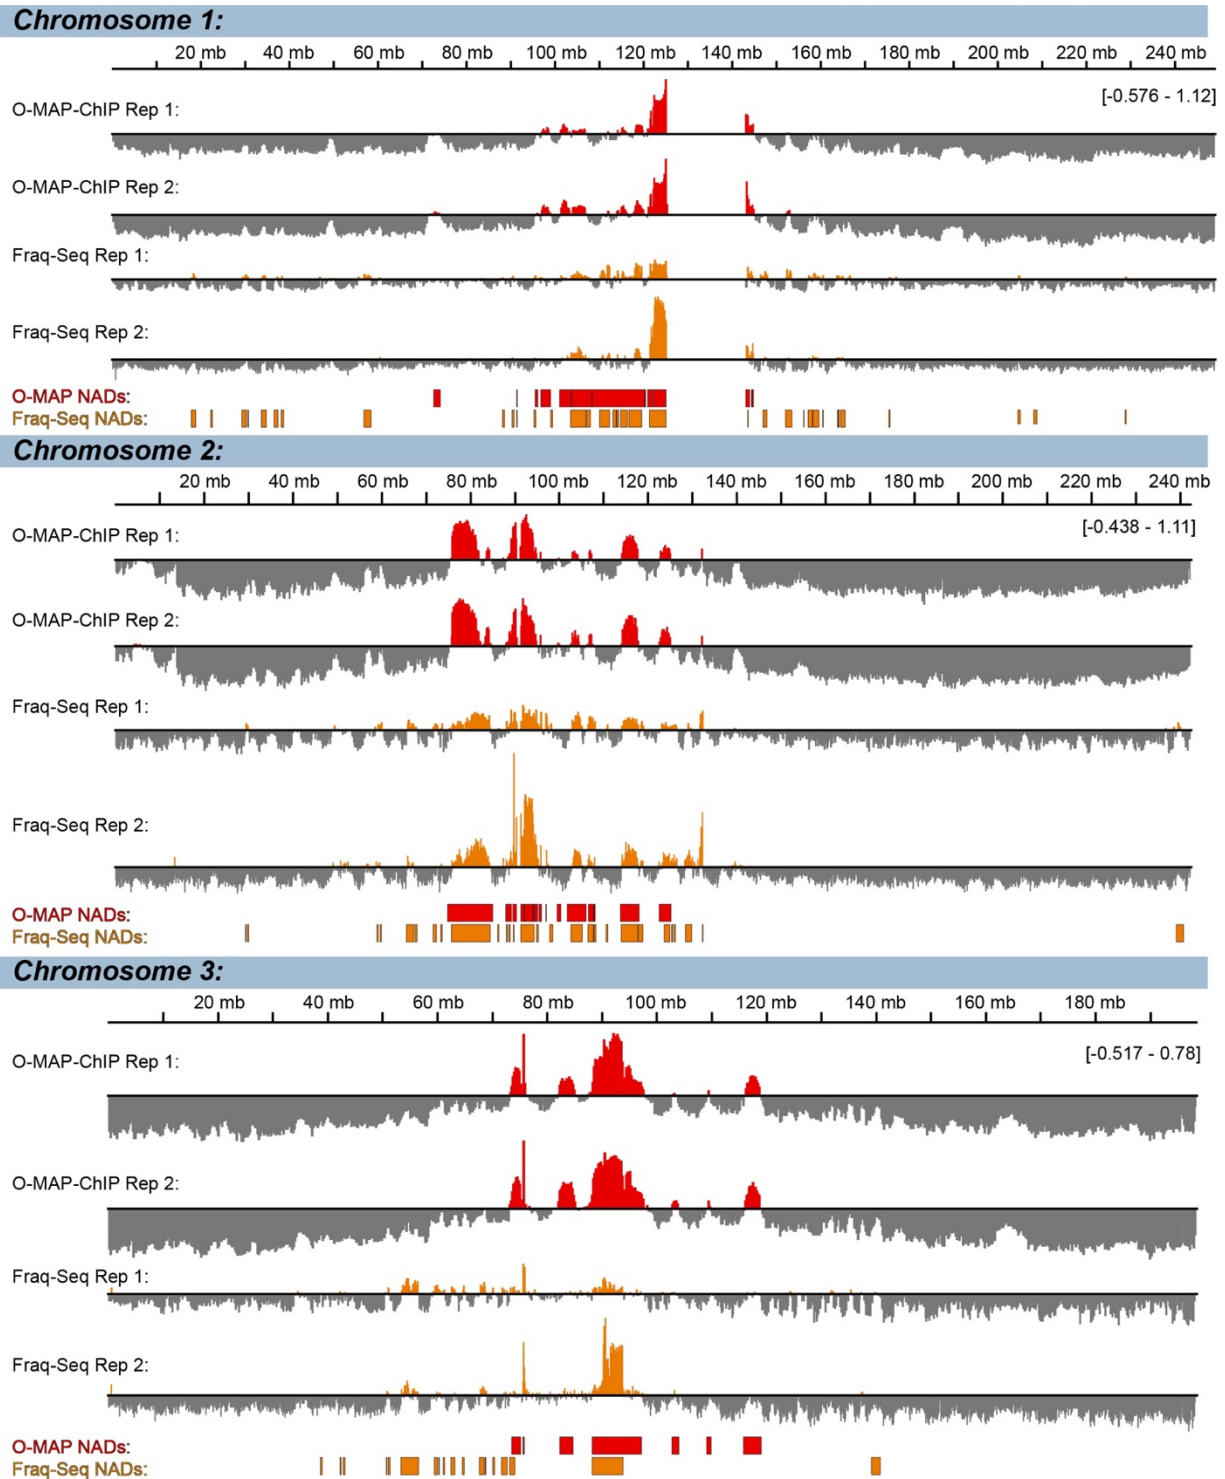 Chromosome 1:
20 mb 40 mb 60 mb 80 mb 100 mb 120 mb 140 mb 160 mb 180 mb 200 mb 220 mb 240 mb
[-0.576 - 1.12]
O-MAP-ChIP Rep 1:
O-MAP-ChIP Rep 2:
Fraq-Seq Rep 1:
Fraq-Seq Rep 2:
O-MAP NADs:
Fraq-Seq NADs:
Chromosome 2:
20 mb 40 mb 60 mb 80 mb 100 mb 120 mb 140 mb 160 mb 180 mb 200 mb 220 mb 240 mb
[-0.438 - 1.11]
O-MAP-ChIP Rep 1:
O-MAP-ChIP Rep 2:
Fraq-Seq Rep 1:
Fraq-Seq Rep 2:
O-MAP NADs:
Fraq-Seq NADs:
Chromosome 3:
20 mb 40 mb 60 mb 80 mb 100 mb 120 mb 140 mb 160 mb 180 mb
[-0.517 - 0.78]
O-MAP-ChIP Rep 1:
O-MAP-ChIP Rep 2:
Fraq-Seq Rep 1:
Fraq-Seq Rep 2:
O-MAP NADs:
Fraq-Seq NADs: